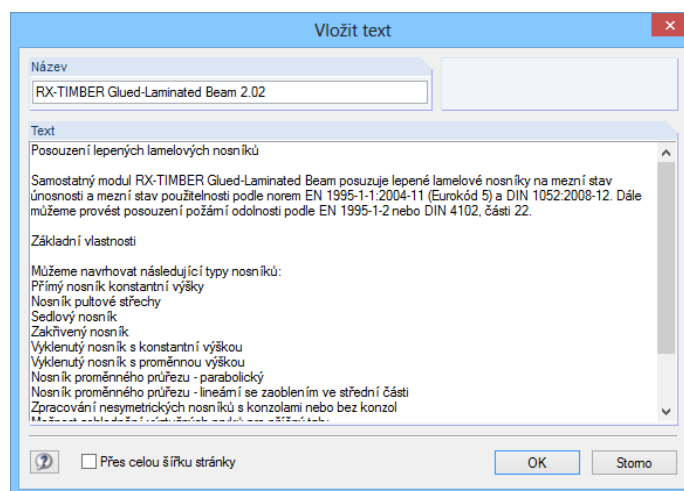 Vložit text
Název
RX-TIMBER Glued-Laminated Beam 2.02
Text
Posouzení lepených lamelových nosníků
Samostatný modul RX-TIMBER Glued-Laminated Beam posuzuje lepené lamelové nosníky na mezní stav
únosnosti a mezní stav použitelnosti podle norem EN 1995-1-1:2004-11 (Eurokód 5) a DIN 1052:2008-12. Dále
můžeme provést posouzení požární odolnosti podle EN 1995-1-2 nebo DIN 4102, části 22.
Základní vlastnosti
Můžeme navrhovat následující typy nosníků:
Přímý nosník konstantní výšky
Nosník pultové střechy
Sedlový nosník
Zakřivený nosník
Vyklenutý nosník s konstantní výškou
Vyklenutý nosník s proměnnou výškou
Nosník proměnného průřezu - parabolický
Nosník proměnného průřezu - lineární se zaoblením ve střední části
Zpracování nesymetrických nosníků s konzolami nebo bez konzol
Přes celou šířku stránky
OK
Storno